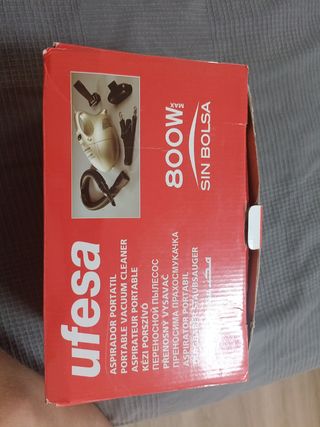 ufesa
ASPIRADOR PORTÁTIL
PORTABLE VACUUM CLEANER
ASPIRATEUR PORTABLE
KÉZI PORSZÍVÓ
ПЕРЕНОСНОЙ ПЫЛЕСОС
PŘENOSNÝ VYSAVAČ
ПРЕНОСИМА ПРАХОСМУКАЧКА
ASPIRATOR PORTABIL
800W MAX
SIN BOLSA